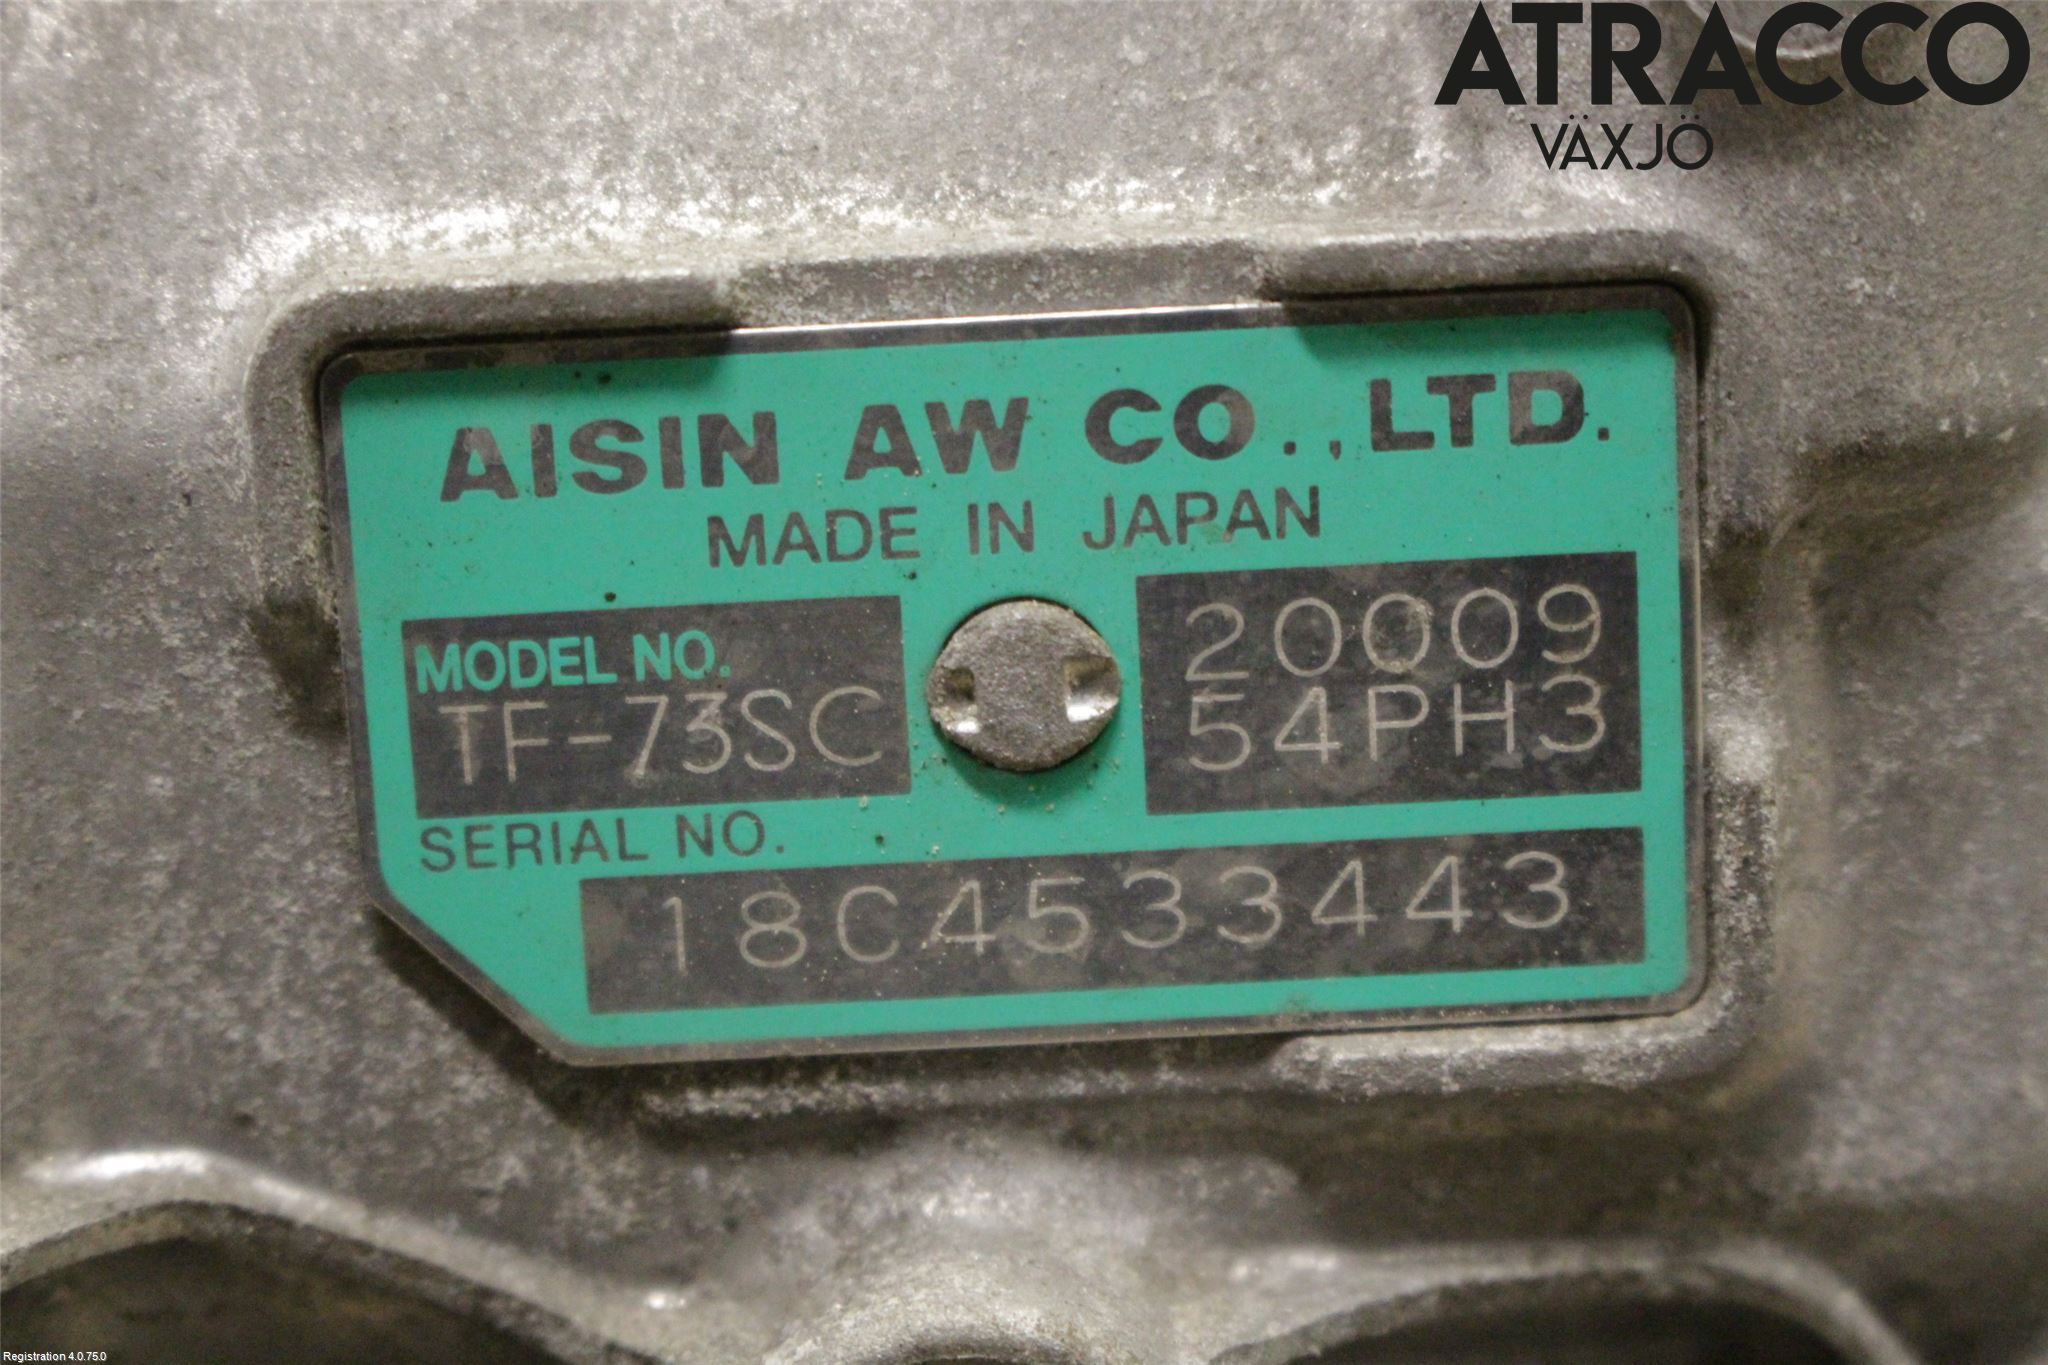 ATRACCO
VÄXJÖ
AISIN AW CO.,LTD.
MADE IN JAPAN
MODEL NO.
TF-73SC
20009
54PH3
SERIAL NO.
18C4533443
Registration 4.0.75.0